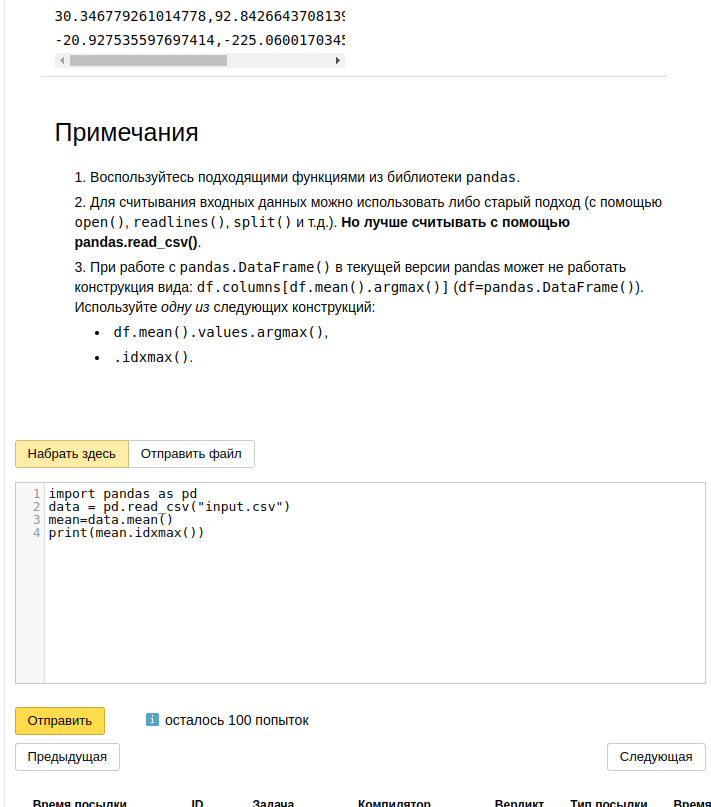 30.346779261014778,92.8426643708139
-20.927535597697414,-225.0600170345
Примечания
1. Воспользуйтесь подходящими функциями из библиотеки pandas.
2. Для считывания входных данных можно использовать либо старый подход (с помощью
open(), readlines(), split() и т.д.). Но лучше считывать с помощью
pandas.read_csv().
3. При работе с pandas.DataFrame() в текущей версии pandas может не работать
конструкция вида: df.columns[df.mean().argmax()] (df=pandas.DataFrame()).
Используйте одну из следующих конструкций:
• df.mean().values.argmax(),
• .idxmax().
Набрать здесь Отправить файл
1 import pandas as pd
2 data = pd.read_csv("input.csv")
3 mean=data.mean()
4 print(mean.idxmax())
Отправить i осталось 100 попыток
Предыдущая Следующая
Время посылки ID Задача Компилятор Вердикт Тип посылки Время